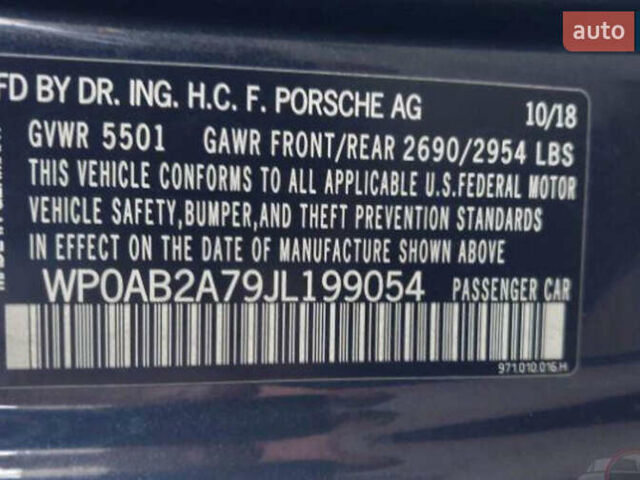 auto
FD BY DR. ING. H.C. F. PORSCHE AG 10/18
GVWR 5501 GAWR FRONT/REAR 2690/2954 LBS
THIS VEHICLE CONFORMS TO ALL APPLICABLE U.S.FEDERAL MOTOR
VEHICLE SAFETY,BUMPER,AND THEFT PREVENTION STANDARDS
IN EFFECT ON THE DATE OF MANUFACTURE SHOWN ABOVE
WP0AB2A79JL199054 PASSENGER CAR
971.010.016.H